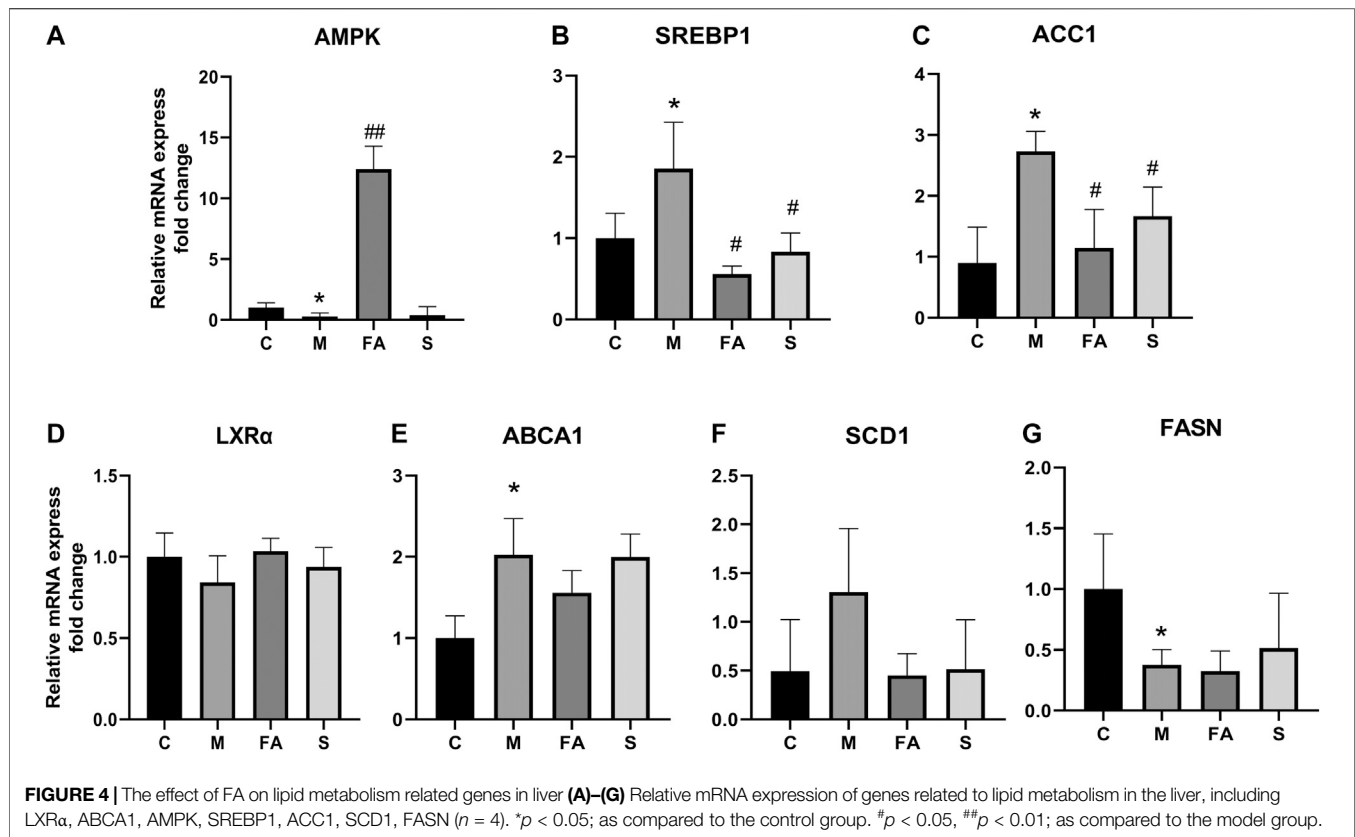 A
AMPK
Relative mRNA express
fold change
20
15
10
5
0
*
##
C M FA S
B
SREBP1
3
2
1
0
*
#
#
C M FA S
C
ACC1
4
3
2
1
0
*
#
#
C M FA S
D
LXRα
Relative mRNA express
fold change
1.5
1.0
0.5
0.0
C M FA S
E
ABCA1
3
2
1
0
*
C M FA S
F
SCD1
2.5
2.0
1.5
1.0
0.5
0.0
C M FA S
G
FASN
2.0
1.5
1.0
0.5
0.0
*
C M FA S
FIGURE 4 | The effect of FA on lipid metabolism related genes in liver (A)–(G) Relative mRNA expression of genes related to lipid metabolism in the liver, including
LXRα, ABCA1, AMPK, SREBP1, ACC1, SCD1, FASN (n = 4). *p < 0.05; as compared to the control group. #p < 0.05, ##p < 0.01; as compared to the model group.